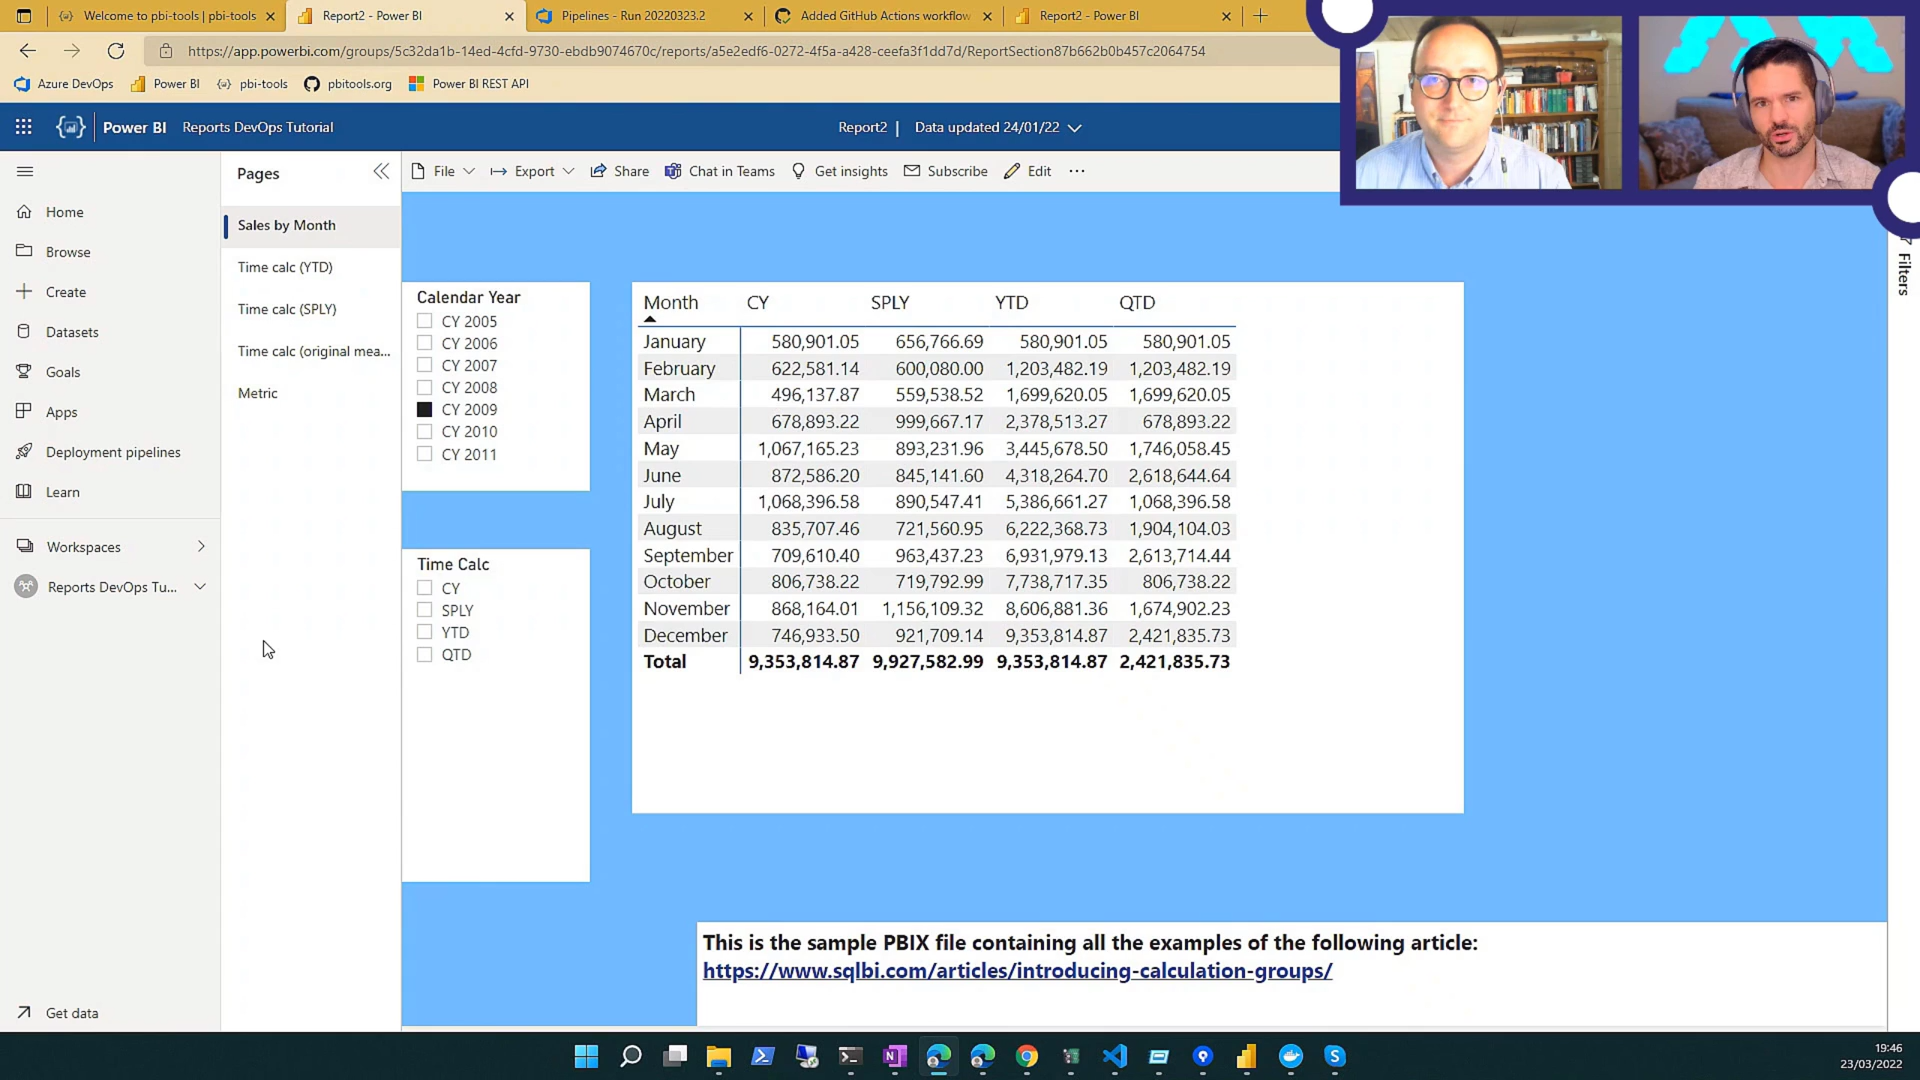 Welcome to pbi-tools | pbi-tools
Report2 - Power BI
Pipelines - Run 20220323.2
Added GitHub Actions workflow
Report2 - Power BI
https://app.powerbi.com/groups/5c32da1b-14ed-4cfd-9730-ebdb9074670c/reports/a5e2edf6-0272-4f5a-a428-ceefa3f1dd7d/ReportSection87b662b0b457c2064754
Azure DevOps
Power BI
pbi-tools
pbitools.org
Power BI REST API
Power BI
Reports DevOps Tutorial
Report2 |
Data updated 24/01/22
Home
Browse
Create
Datasets
Goals
Apps
Deployment pipelines
Learn
Workspaces
Reports DevOps Tu...
Get data
Pages
Sales by Month
Time calc (YTD)
Time calc (SPLY)
Time calc (original mea...
Metric
File
Export
Share
Chat in Teams
Get insights
Subscribe
Edit
Filters
Calendar Year
CY 2005
CY 2006
CY 2007
CY 2008
CY 2009
CY 2010
CY 2011
Time Calc
CY
SPLY
YTD
QTD
Month CY SPLY YTD QTD
January 580,901.05 656,766.69 580,901.05 580,901.05
February 622,581.14 600,080.00 1,203,482.19 1,203,482.19
March 496,137.87 559,538.52 1,699,620.05 1,699,620.05
April 678,893.22 999,667.17 2,378,513.27 678,893.22
May 1,067,165.23 893,231.96 3,445,678.50 1,746,058.45
June 872,586.20 845,141.60 4,318,264.70 2,618,644.64
July 1,068,396.58 890,547.41 5,386,661.27 1,068,396.58
August 835,707.46 721,560.95 6,222,368.73 1,904,104.03
September 709,610.40 963,437.23 6,931,979.13 2,613,714.44
October 806,738.22 719,792.99 7,738,717.35 806,738.22
November 868,164.01 1,156,109.32 8,606,881.36 1,674,902.23
December 746,933.50 921,709.14 9,353,814.87 2,421,835.73
Total 9,353,814.87 9,927,582.99 9,353,814.87 2,421,835.73
This is the sample PBIX file containing all the examples of the following article:
https://www.sqlbi.com/articles/introducing-calculation-groups/
19:46
23/03/2022